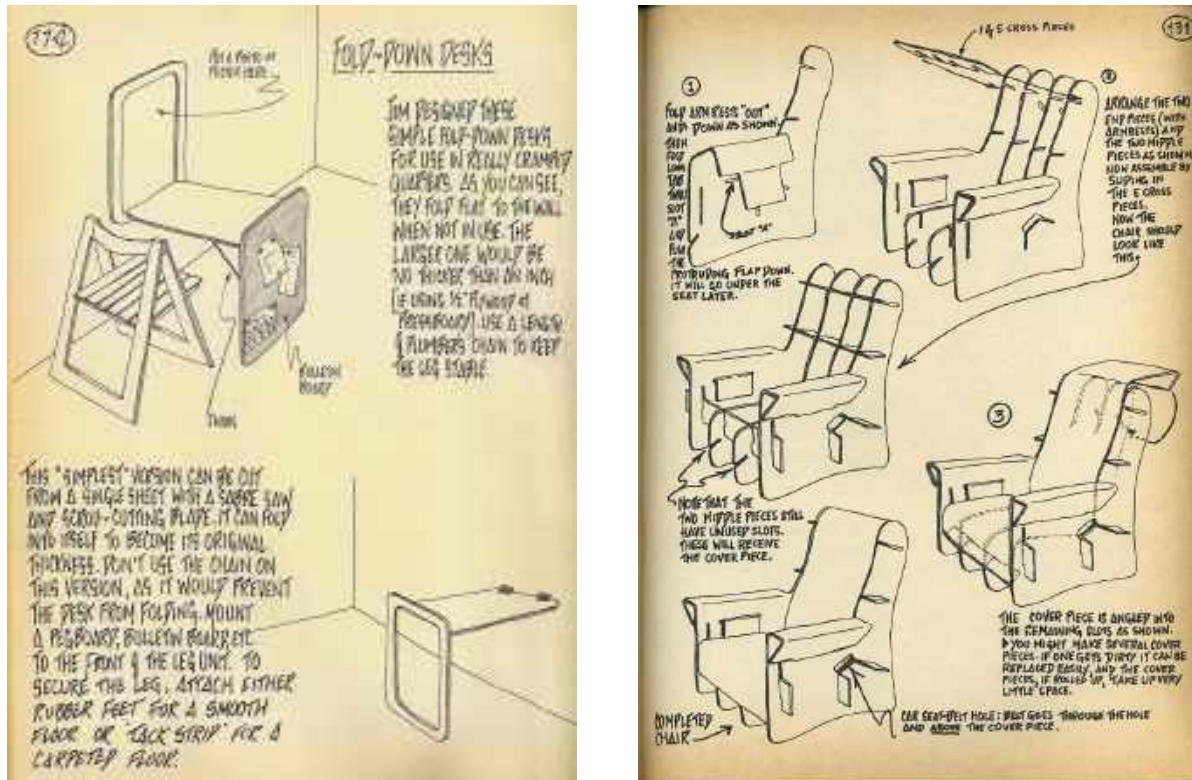 112
FOLD-DOWN DESKS
JIM DESIGNED THESE
SIMPLE FOLD-DOWN DESKS
FOR USE IN REALLY CRAMPED
QUARTERS. AS YOU CAN SEE,
THEY FOLD FLAT TO THE WALL
WHEN NOT IN USE. THE
LARGER ONE WOULD BE
NO THICKER THAN AN INCH
USE A LENGTH
PLUMBERS CHAIN TO KEEP
THE LEG STABLE
BULLETIN
BOARD
THIS "SIMPLEST" VERSION CAN BE CUT
FROM A SINGLE SHEET WITH A SABRE SAW
AND SCROLL-CUTTING BLADE. IT CAN FOLD
INTO ITSELF TO BECOME ITS ORIGINAL
THICKNESS. DON'T USE THE CHAIN ON
THIS VERSION, AS IT WOULD PREVENT
THE DESK FROM FOLDING. MOUNT
A PEGBOARD, BULLETIN BOARD, ETC.
TO THE FRONT & THE LEG UNIT. TO
SECURE THE LEG, ATTACH EITHER
RUBBER FEET FOR A SMOOTH
FLOOR OR "TACK STRIP" FOR A
CARPETED FLOOR.
131
CROSS PIECES
1
FOLD ARMRESTS "OUT"
AND DOWN AS SHOWN.
THEN
FOLD
LONG
TAB
THRU
SLOT
"A"
AND
THE
PROTRUDING FLAP DOWN.
IT WILL GO UNDER THE
SEAT LATER.
SLOT "A"
2
ARRANGE THE TWO
END PIECES (WITH
ARMRESTS) AND
THE TWO MIDDLE
PIECES AS SHOWN
NOW ASSEMBLE BY
SLIDING IN
THE 5 CROSS
PIECES.
NOW THE
CHAIR SHOULD
LOOK LIKE
THIS
NOTE THAT THE
TWO MIDDLE PIECES STILL
HAVE UNUSED SLOTS.
THESE WILL RECEIVE
THE COVER PIECE.
3
THE COVER PIECE IS ANGLED INTO
THE REMAINING SLOTS AS SHOWN.
YOU MIGHT MAKE SEVERAL COVER
PIECES. IF ONE GETS DIRTY IT CAN BE
REPLACED EASILY, AND THE COVER
PIECES, IF ROLLED UP, TAKE UP VERY
LITTLE SPACE.
COMPLETED
CHAIR
CAR SEAT-BELT HOLE: BELT GOES THROUGH THE HOLE
AND ABOVE THE COVER PIECE.